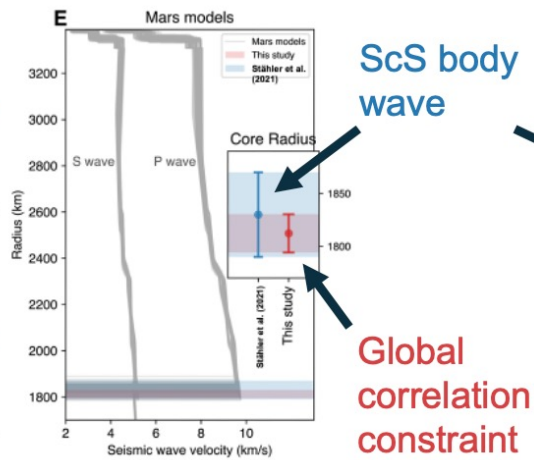 E
Mars models
Mars models
This study
Stähler et al.
(2021)
ScS body
wave
Core Radius
S wave
P wave
1850
1800
Stähler et al. (2021)
This study
Radius (km)
3200
3000
2800
2600
2400
2200
2000
1800
2
4
6
8
10
Seismic wave velocity (km/s)
Global
correlation
constraint